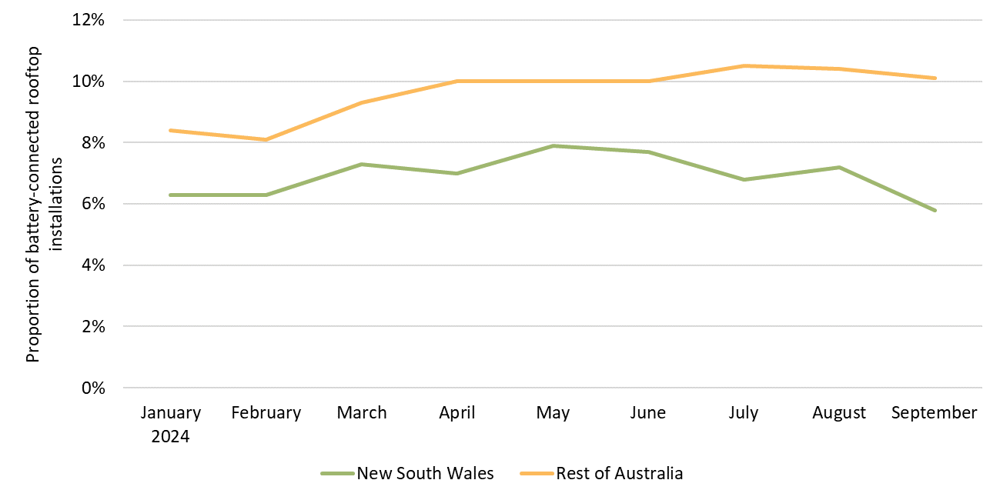 Proportion of battery-connected rooftop
installations
12%
10%
8%
6%
4%
2%
0%
January
2024
February
March
April
May
June
July
August
September
New South Wales
Rest of Australia